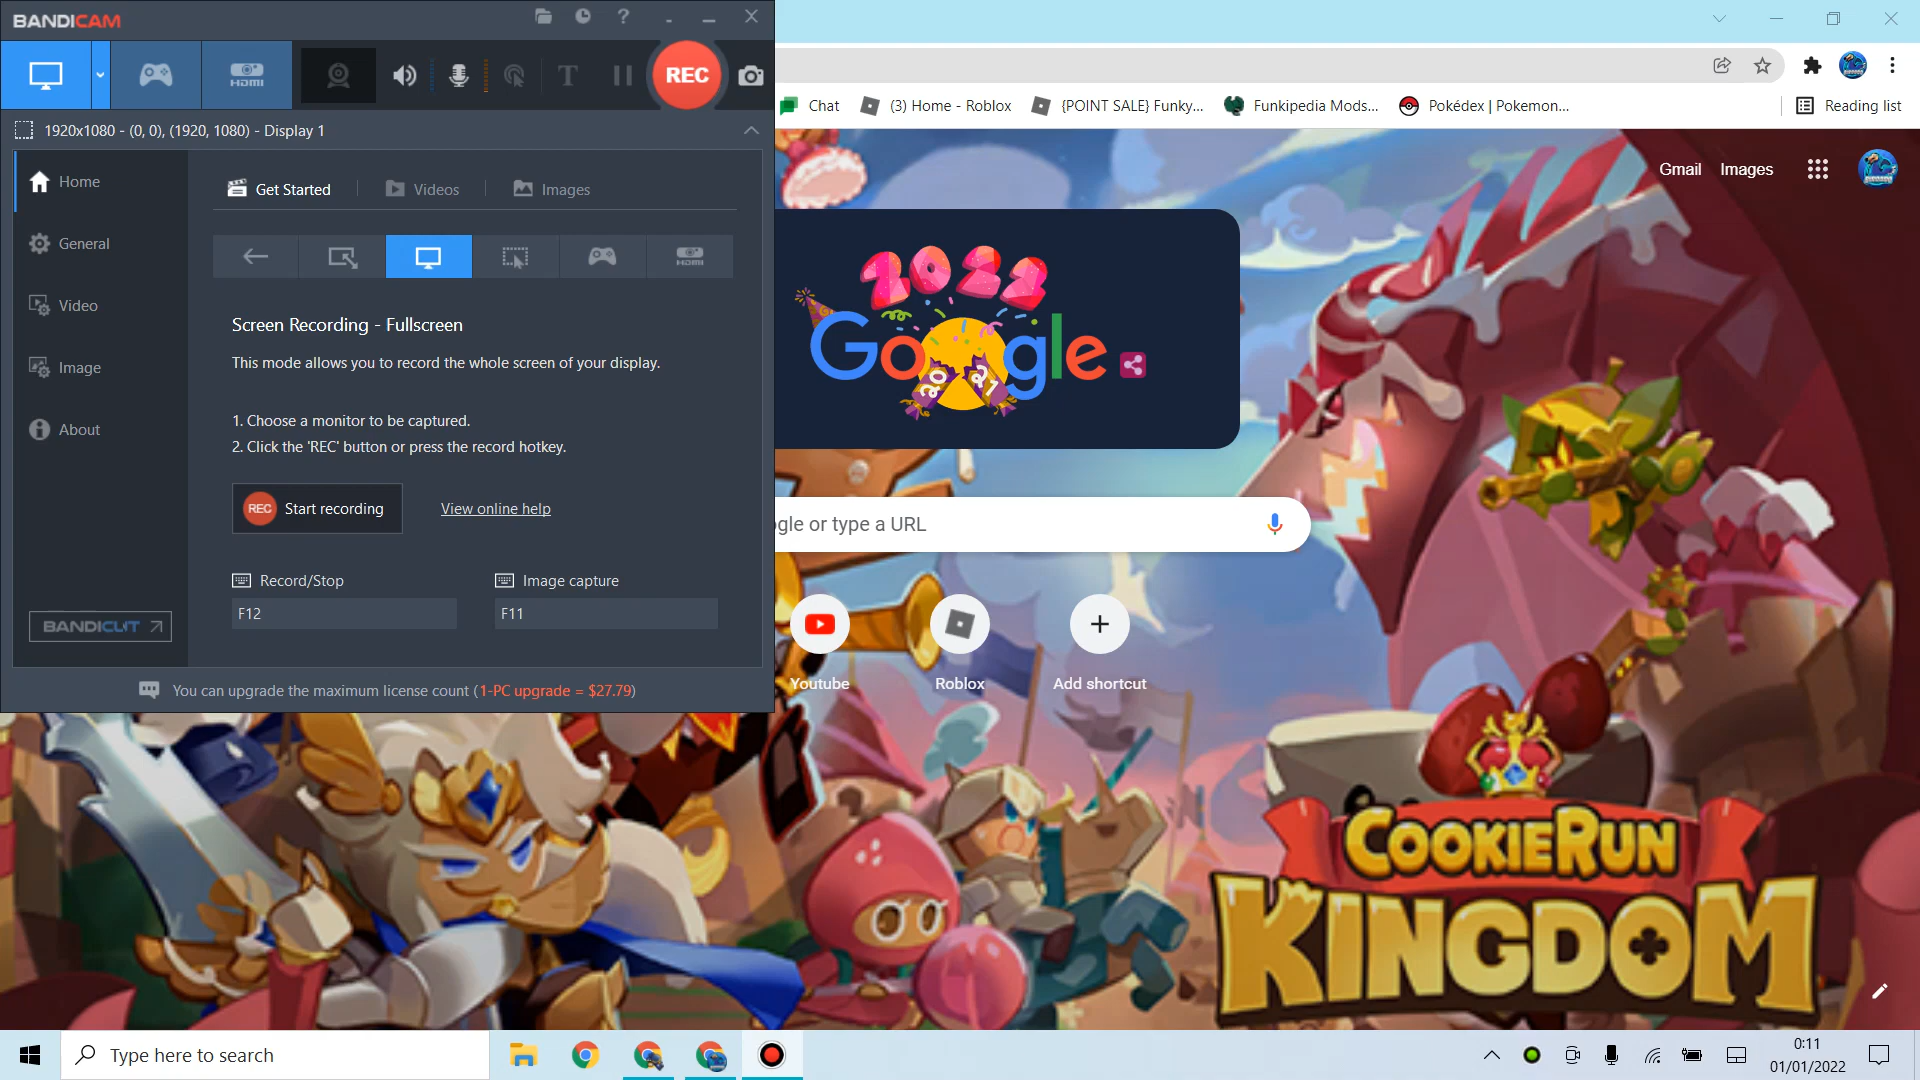 BANDICAM
HDMI
T
REC
1920x1080 - (0, 0), (1920, 1080) - Display 1
Home
General
Video
Image
About
BANDICUT
Get Started
Videos
Images
HDMI
Screen Recording - Fullscreen
This mode allows you to record the whole screen of your display.
1. Choose a monitor to be captured.
2. Click the 'REC' button or press the record hotkey.
REC Start recording
View online help
Record/Stop
Image capture
F12
F11
You can upgrade the maximum license count (1-PC upgrade = $27.79)
Chat
(3) Home - Roblox
{POINT SALE} Funky...
Funkipedia Mods...
Pokédex | Pokemon...
Reading list
Gmail
Images
2022
Google
20 21
gle or type a URL
Youtube
Roblox
Add shortcut
COOKIERUN
KINGDOM
Type here to search
0:11
01/01/2022